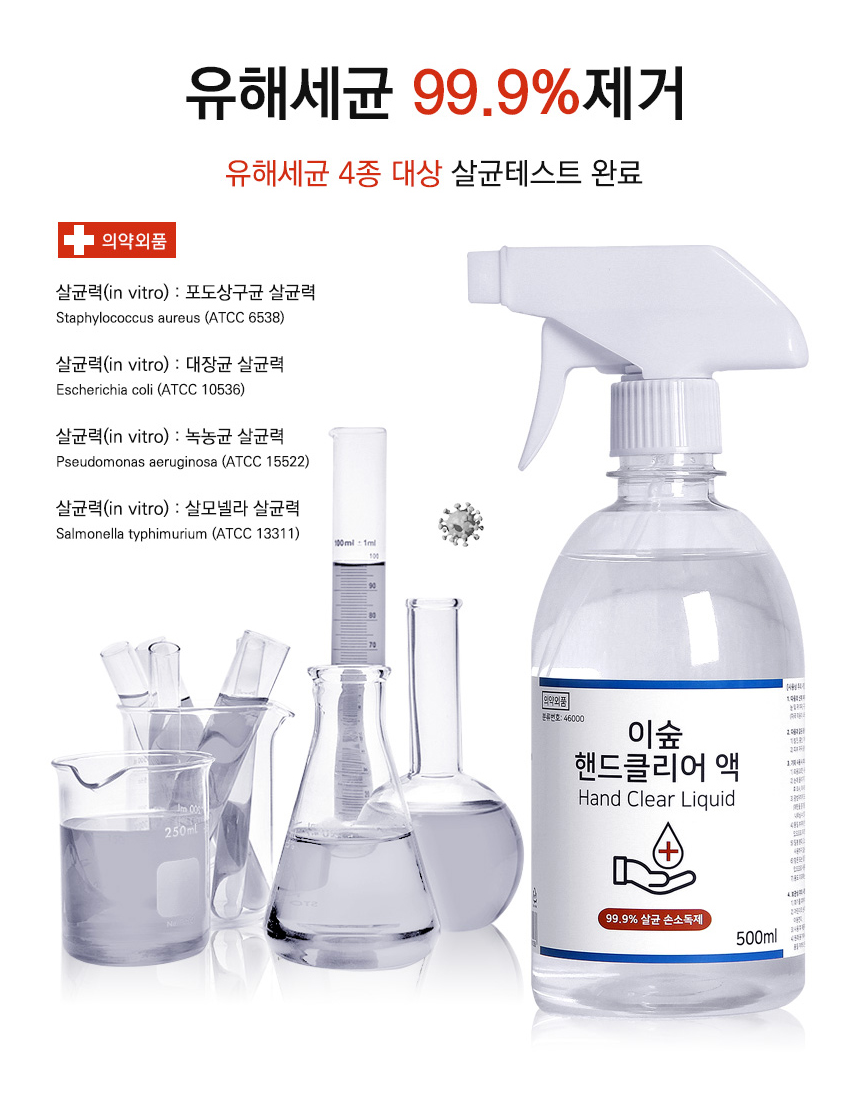 유해세균 99.9%제거
유해세균 4종 대상 살균테스트 완료
의약외품
살균력(in vitro) : 포도상구균 살균력
Staphylococcus aureus (ATCC 6538)
살균력(in vitro) : 대장균 살균력
Escherichia coli (ATCC 10536)
살균력(in vitro) : 녹농균 살균력
Pseudomonas aeruginosa (ATCC 15522)
살균력(in vitro) : 살모넬라 살균력
Salmonella typhimurium (ATCC 13311)
100ml : 1ml
100
90
80
70
250ml
의약외품
분류번호: 46000
이숲
핸드클리어 액
Hand Clear Liquid
99.9% 살균 손소독제
500ml